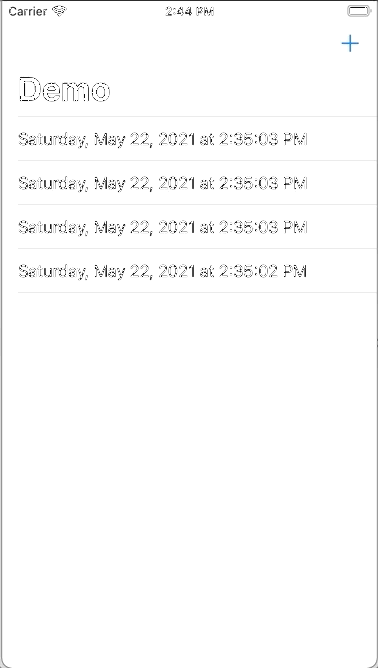 Carrier 2:44 PM
+
Demo
Saturday, May 22, 2021 at 2:35:03 PM
Saturday, May 22, 2021 at 2:35:03 PM
Saturday, May 22, 2021 at 2:35:03 PM
Saturday, May 22, 2021 at 2:35:02 PM